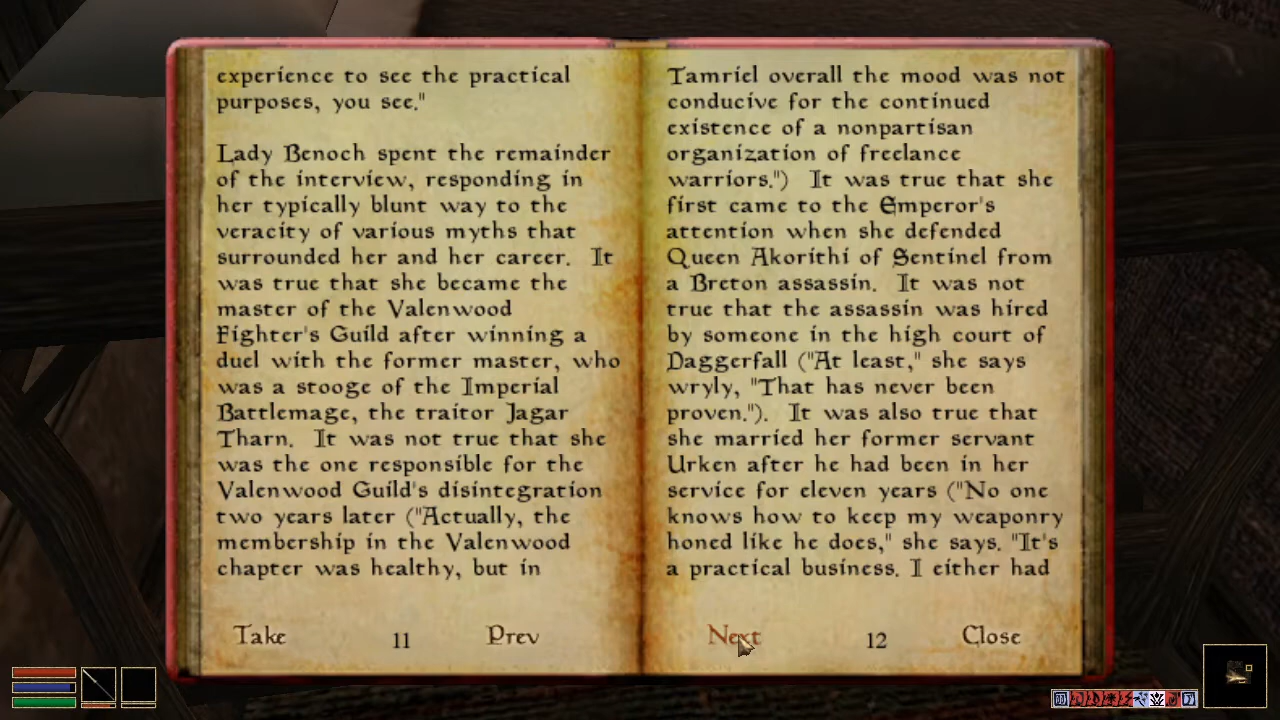 experience to see the practical
purposes, you see."
Lady Benoch spent the remainder
of the interview, responding in
her typically blunt way to the
veracity of various myths that
surrounded her and her career.  It
was true that she became the
master of the Valenwood
Fighter's Guild after winning a
duel with the former master, who
was a stooge of the Imperial
Battlemage, the traitor Jagar
Tharn.  It was not true that she
was the one responsible for the
Valenwood Guild's disintegration
two years later ("Actually, the
membership in the Valenwood
chapter was healthy, but in
Tamriel overall the mood was not
conducive for the continued
existence of a nonpartisan
organization of freelance
warriors.")  It was true that she
first came to the Emperor's
attention when she defended
Queen Akorithi of Sentinel from
a Breton assassin.  It was not
true that the assassin was hired
by someone in the high court of
Daggerfall ("At least," she says
wryly, "That has never been
proven.").  It was also true that
she married her former servant
Urken after he had been in her
service for eleven years ("No one
knows how to keep my weaponry
honed like he does," she says. "It's
a practical business. I either had
Take 11 Prev Next 12 Close